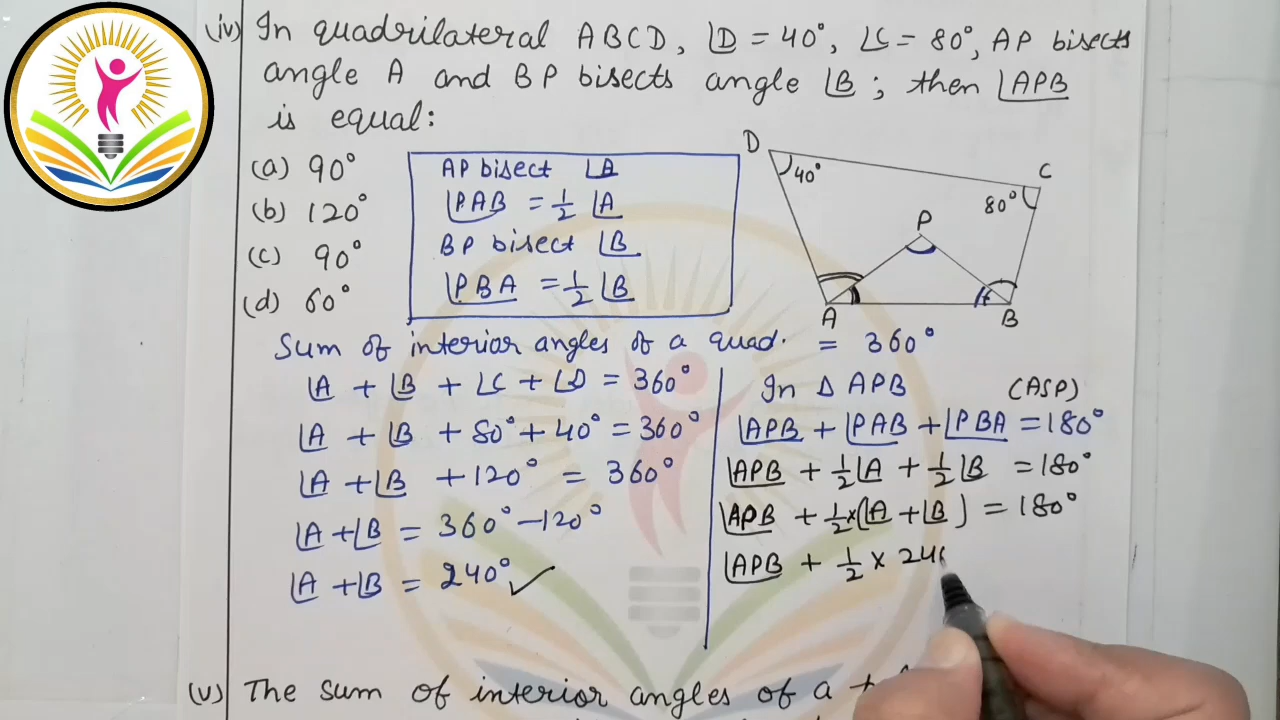 (iv) In quadrilateral ABCD, ∠D = 40°, ∠C = 80°, AP bisects
angle A and BP bisects angle ∠B ; then ∠APB
is equal:
(a) 90°
(b) 120°
(c) 90°
(d) 60°
AP bisect ∠A
∠PAB = 1/2 ∠A
BP bisect ∠B
∠PBA = 1/2 ∠B
D
40°
C
80°
P
A
B
Sum of interior angles of a quad. = 360°
∠A + ∠B + ∠C + ∠D = 360°
∠A + ∠B + 80° + 40° = 360°
∠A + ∠B + 120° = 360°
∠A + ∠B = 360° - 120°
∠A + ∠B = 240° ✓
In Δ APB (ASP)
∠APB + ∠PAB + ∠PBA = 180°
∠APB + 1/2 ∠A + 1/2 ∠B = 180°
∠APB + 1/2 × (∠A + ∠B) = 180°
∠APB + 1/2 × 24
(v) The sum of interior angles of a